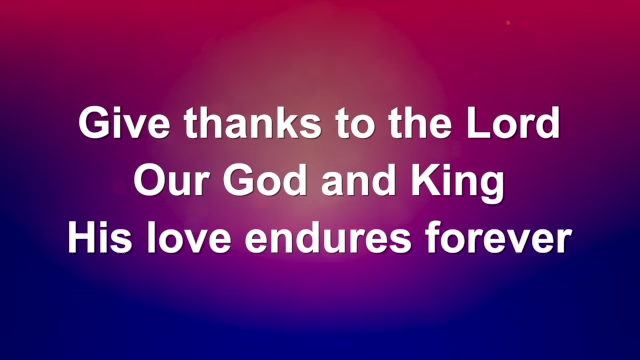 Give thanks to the Lord
Our God and King
His love endures forever